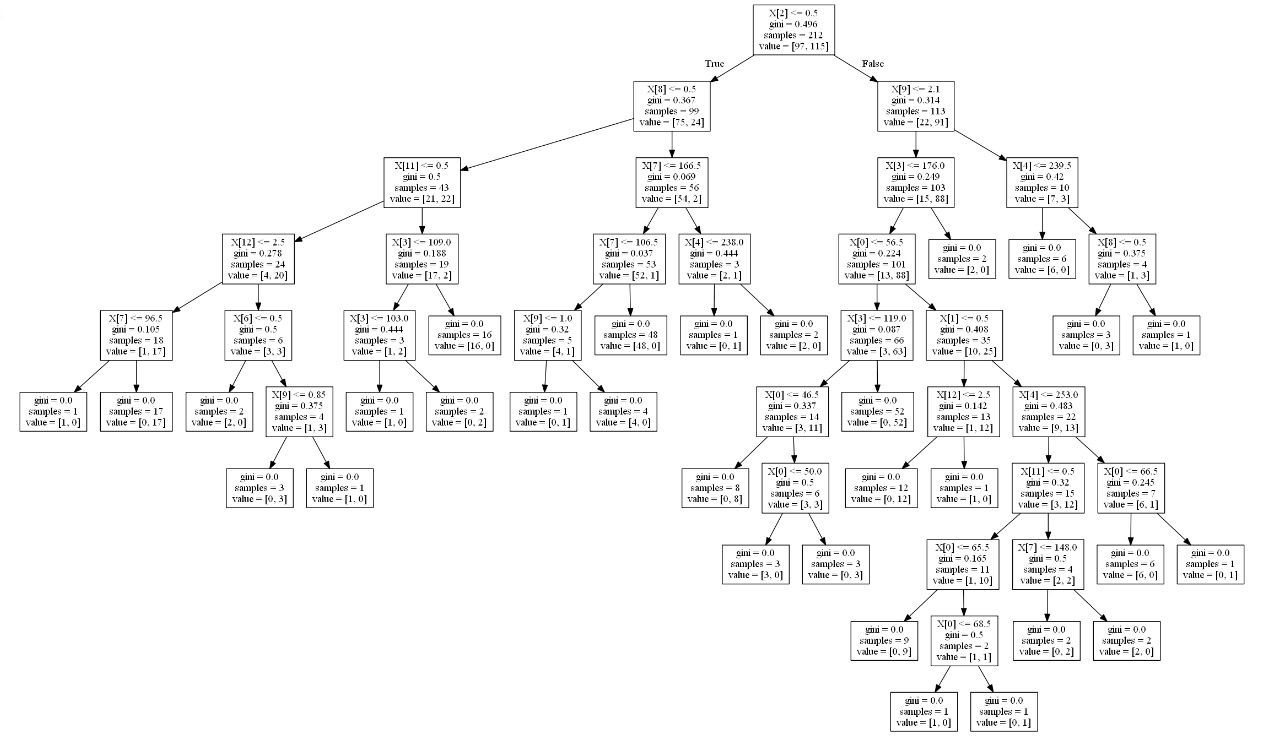 X[2] <= 0.5
gini = 0.496
samples = 212
value = [97, 115]
True
False
X[8] <= 0.5
gini = 0.367
samples = 99
value = [75, 24]
X[9] <= 2.1
gini = 0.314
samples = 113
value = [22, 91]
X[11] <= 0.5
gini = 0.5
samples = 43
value = [21, 22]
X[7] <= 166.5
gini = 0.069
samples = 56
value = [54, 2]
X[3] <= 176.0
gini = 0.249
samples = 103
value = [15, 88]
X[4] <= 239.5
gini = 0.42
samples = 10
value = [7, 3]
X[12] <= 2.5
gini = 0.278
samples = 24
value = [4, 20]
X[3] <= 109.0
gini = 0.188
samples = 19
value = [17, 2]
X[7] <= 106.5
gini = 0.037
samples = 53
value = [52, 1]
X[4] <= 238.0
gini = 0.444
samples = 3
value = [2, 1]
X[0] <= 56.5
gini = 0.224
samples = 101
value = [13, 88]
gini = 0.0
samples = 2
value = [2, 0]
gini = 0.0
samples = 6
value = [6, 0]
X[8] <= 0.5
gini = 0.375
samples = 4
value = [1, 3]
X[7] <= 96.5
gini = 0.105
samples = 18
value = [1, 17]
X[6] <= 0.5
gini = 0.5
samples = 6
value = [3, 3]
X[3] <= 103.0
gini = 0.444
samples = 3
value = [1, 2]
gini = 0.0
samples = 16
value = [16, 0]
X[9] <= 1.0
gini = 0.32
samples = 5
value = [4, 1]
gini = 0.0
samples = 48
value = [48, 0]
gini = 0.0
samples = 1
value = [0, 1]
gini = 0.0
samples = 2
value = [2, 0]
X[3] <= 119.0
gini = 0.087
samples = 66
value = [3, 63]
X[1] <= 0.5
gini = 0.408
samples = 35
value = [10, 25]
gini = 0.0
samples = 3
value = [0, 3]
gini = 0.0
samples = 1
value = [1, 0]
gini = 0.0
samples = 1
value = [1, 0]
gini = 0.0
samples = 17
value = [0, 17]
gini = 0.0
samples = 2
value = [2, 0]
X[9] <= 0.85
gini = 0.375
samples = 4
value = [1, 3]
gini = 0.0
samples = 1
value = [1, 0]
gini = 0.0
samples = 2
value = [0, 2]
gini = 0.0
samples = 1
value = [0, 1]
gini = 0.0
samples = 4
value = [4, 0]
X[0] <= 46.5
gini = 0.337
samples = 14
value = [3, 11]
gini = 0.0
samples = 52
value = [0, 52]
X[12] <= 2.5
gini = 0.142
samples = 13
value = [1, 12]
X[4] <= 253.0
gini = 0.483
samples = 22
value = [9, 13]
gini = 0.0
samples = 3
value = [0, 3]
gini = 0.0
samples = 1
value = [1, 0]
gini = 0.0
samples = 8
value = [0, 8]
X[0] <= 50.0
gini = 0.5
samples = 6
value = [3, 3]
gini = 0.0
samples = 12
value = [0, 12]
gini = 0.0
samples = 1
value = [1, 0]
X[11] <= 0.5
gini = 0.32
samples = 15
value = [3, 12]
X[0] <= 66.5
gini = 0.245
samples = 7
value = [6, 1]
gini = 0.0
samples = 3
value = [3, 0]
gini = 0.0
samples = 3
value = [0, 3]
X[0] <= 65.5
gini = 0.165
samples = 11
value = [1, 10]
X[7] <= 148.0
gini = 0.5
samples = 4
value = [2, 2]
gini = 0.0
samples = 6
value = [6, 0]
gini = 0.0
samples = 1
value = [0, 1]
gini = 0.0
samples = 9
value = [0, 9]
X[0] <= 68.5
gini = 0.5
samples = 2
value = [1, 1]
gini = 0.0
samples = 2
value = [0, 2]
gini = 0.0
samples = 2
value = [2, 0]
gini = 0.0
samples = 1
value = [1, 0]
gini = 0.0
samples = 1
value = [0, 1]